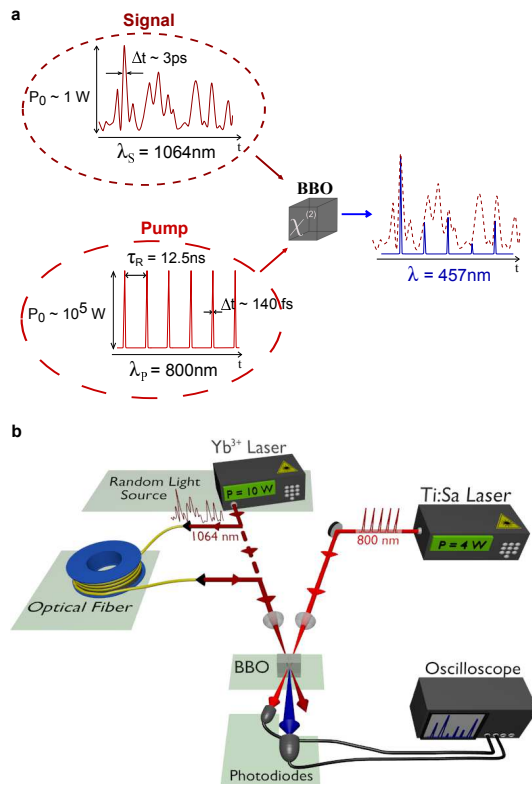 a
Signal
Δt ~ 3ps
P₀ ~ 1 W
t
λS = 1064nm
BBO
χ⁽²⁾
Pump
τR = 12.5ns
P₀ ~ 10⁵ W
Δt ~ 140 fs
t
λP = 800nm
t
λ = 457nm
b
Yb³⁺ Laser
Random Light
Source
P = 10 W
1064 nm
Ti:Sa Laser
800 nm
P = 4 W
Optical Fiber
BBO
Oscilloscope
Photodiodes